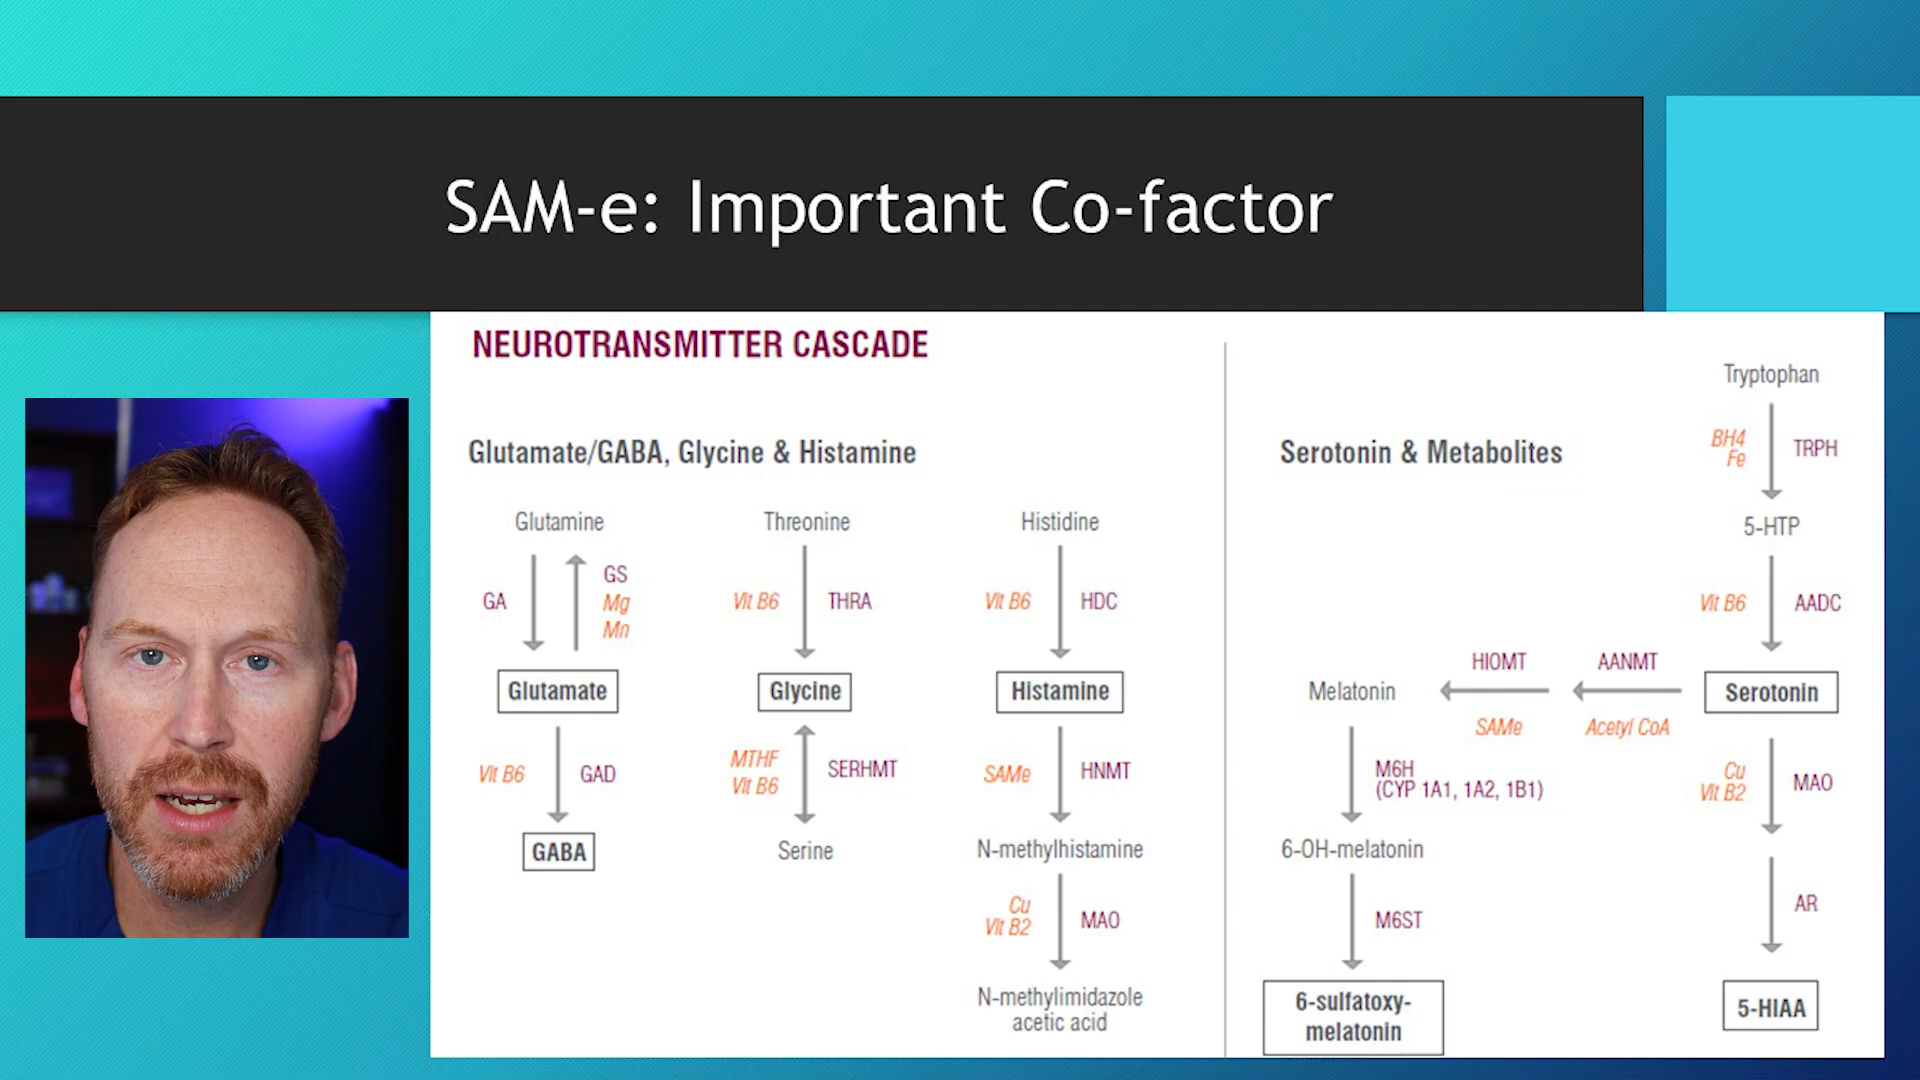 SAM-e: Important Co-factor
NEUROTRANSMITTER CASCADE
Glutamate/GABA, Glycine & Histamine
Glutamine
GA
GS
Mg
Mn
Glutamate
Vit B6
GAD
GABA
Threonine
Vit B6
THRA
Glycine
MTHF
Vit B6
SERHMT
Serine
Histidine
Vit B6
HDC
Histamine
SAMe
HNMT
N-methylhistamine
Cu
Vit B2
MAO
N-methylimidazole
acetic acid
Serotonin & Metabolites
Tryptophan
BH4
Fe
TRPH
5-HTP
Vit B6
AADC
Serotonin
AANMT
Acetyl CoA
HIOMT
SAMe
Melatonin
M6H
(CYP 1A1, 1A2, 1B1)
6-OH-melatonin
M6ST
6-sulfatoxy-
melatonin
Cu
Vit B2
MAO
AR
5-HIAA